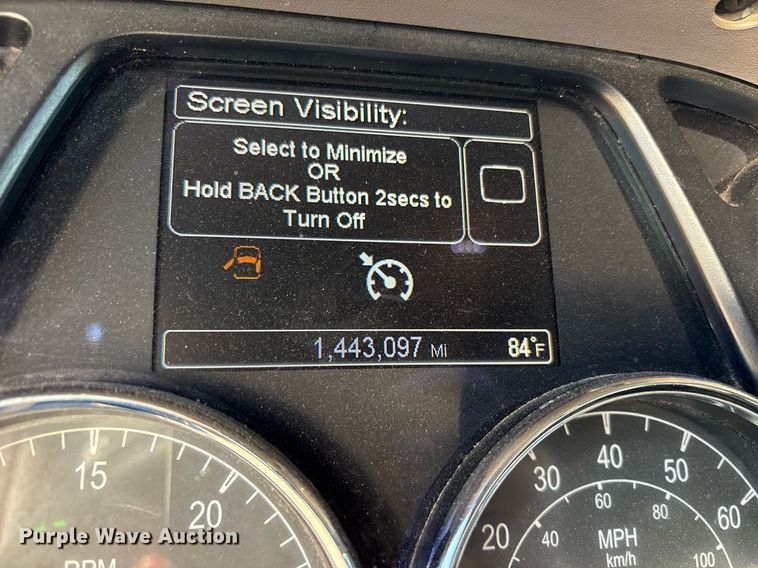 Screen Visibility:
Select to Minimize
OR
Hold BACK Button 2secs to
Turn Off
1,443,097 Mi 84°F
15
20
RPM
20 30 40 50 60
40 60 80 100
MPH
km/h
Purple Wave Auction